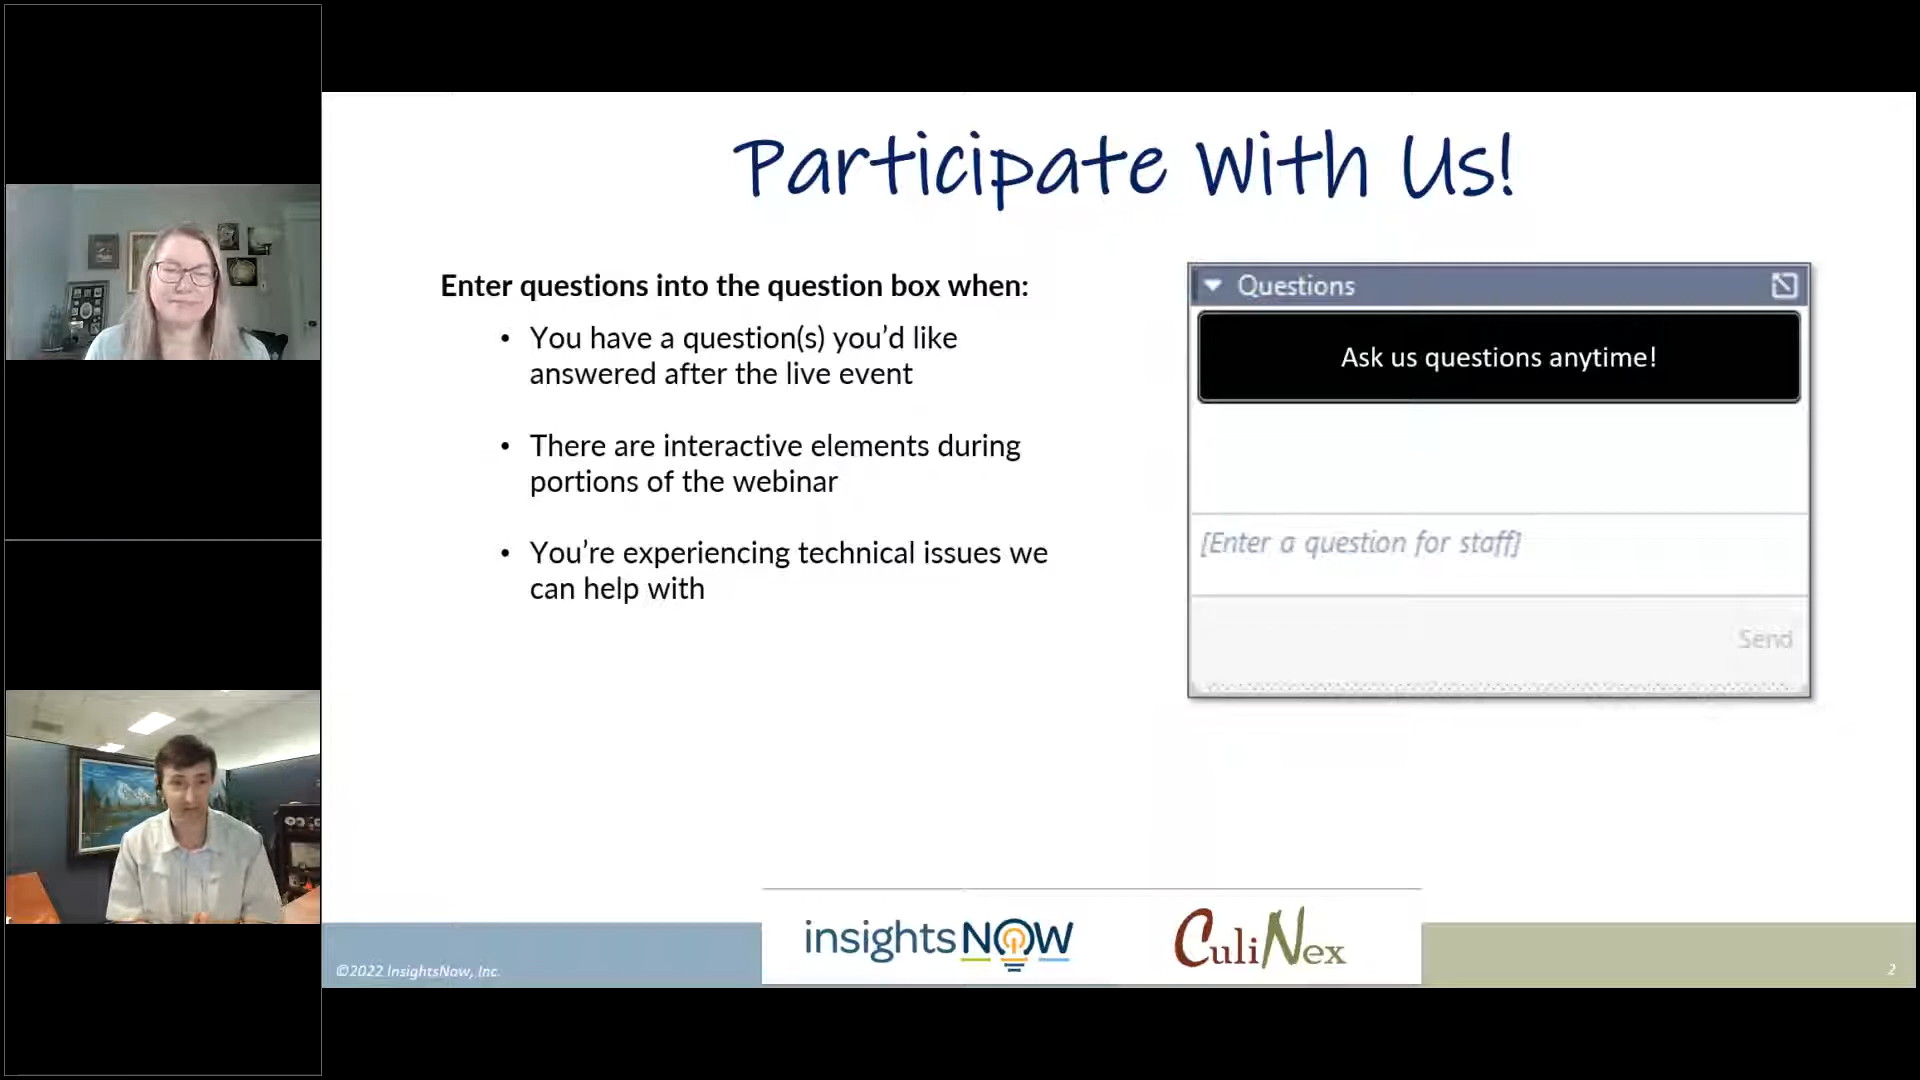 Participate With Us!
Enter questions into the question box when:
• You have a question(s) you’d like
answered after the live event
• There are interactive elements during
portions of the webinar
• You’re experiencing technical issues we
can help with
Questions
Ask us questions anytime!
[Enter a question for staff]
Send
©2022 InsightsNow, Inc.
insightsNOW
CuliNex
2